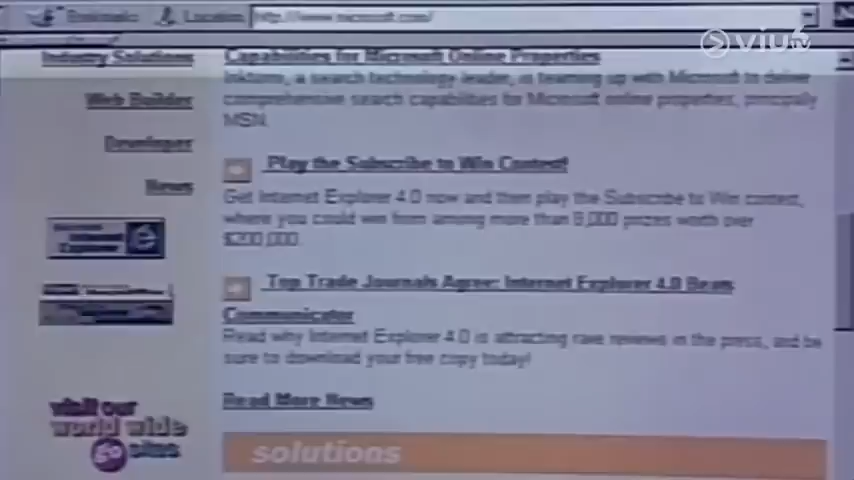 Bookmarks Location: http://www.microsoft.com/
viu6
TV
Industry Solutions
Capabilities for Microsoft Online Properties
Inktomi, a search technology leader, is teaming up with Microsoft to deliver
Web Builder
comprehensive search capabilities for Microsoft online properties, principally
MSN.
Developer
Play the Subscribe to Win Contest!
News
Get Internet Explorer 4.0 now and then play the Subscribe to Win contest,
where you could win from among more than 8,000 prizes worth over
$200,000.
Internet
Explorer
Top Trade Journals Agree: Internet Explorer 4.0 Beats
Communicator
Read why Internet Explorer 4.0 is attracting rave reviews in the press, and be
sure to download your free copy today!
Read More News
visit our
world wide
go sites
solutions